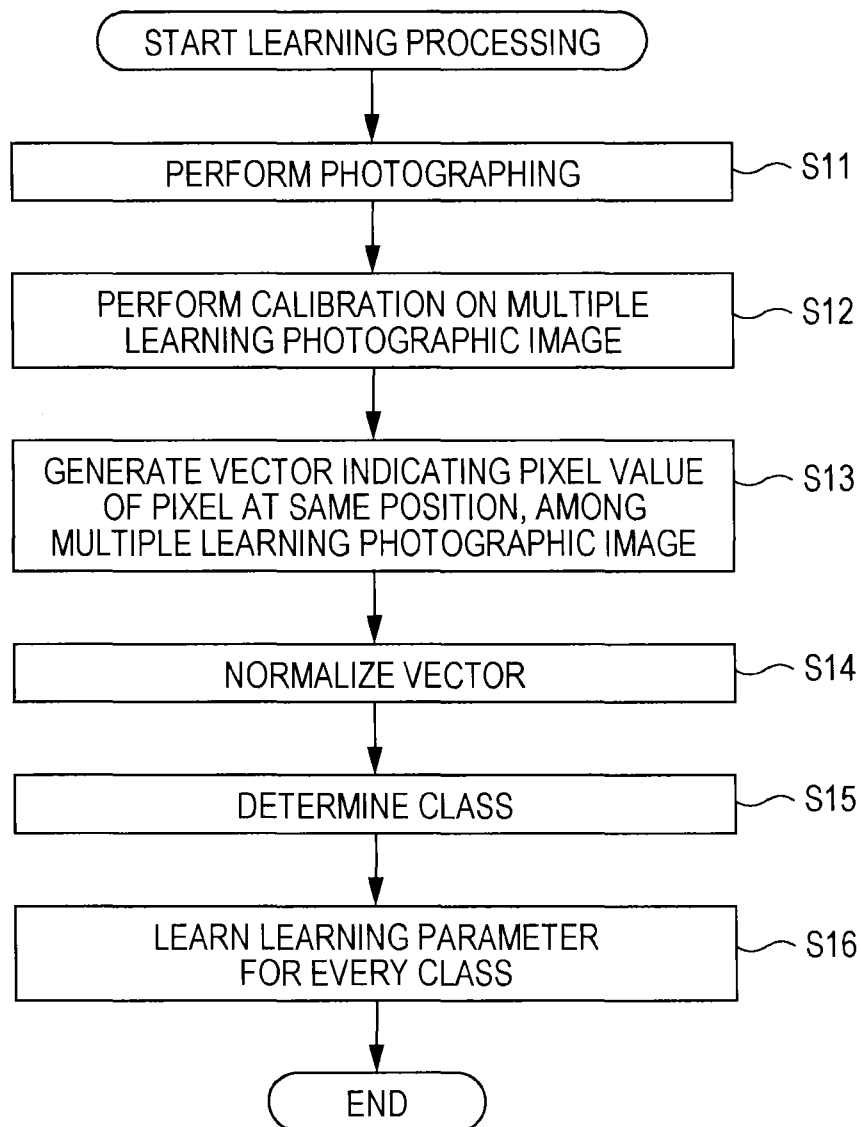 START LEARNING PROCESSING
PERFORM PHOTOGRAPHING
S11
PERFORM CALIBRATION ON MULTIPLE
LEARNING PHOTOGRAPHIC IMAGE
S12
GENERATE VECTOR INDICATING PIXEL VALUE
OF PIXEL AT SAME POSITION, AMONG
MULTIPLE LEARNING PHOTOGRAPHIC IMAGE
S13
NORMALIZE VECTOR
S14
DETERMINE CLASS
S15
LEARN LEARNING PARAMETER
FOR EVERY CLASS
S16
END